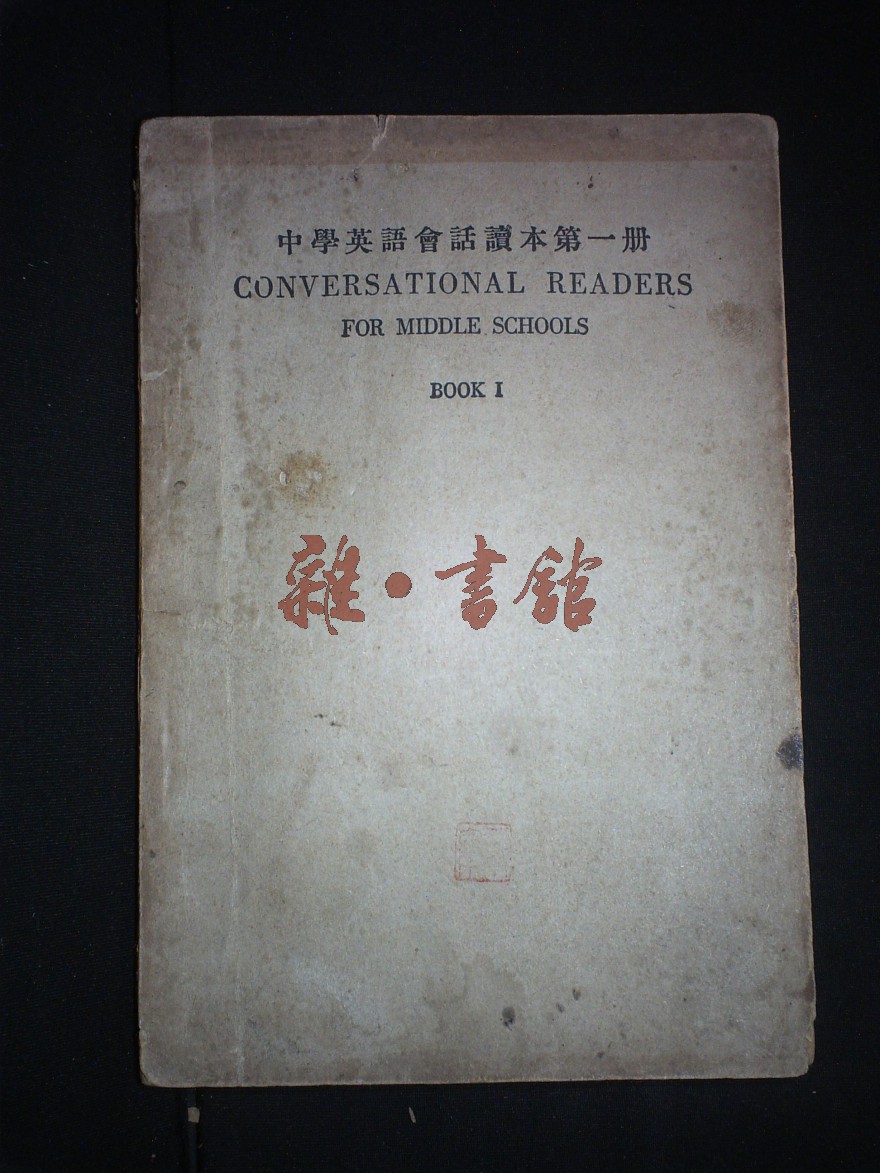 中學英語會話讀本第一册
CONVERSATIONAL READERS
FOR MIDDLE SCHOOLS
BOOK I
雜·書館